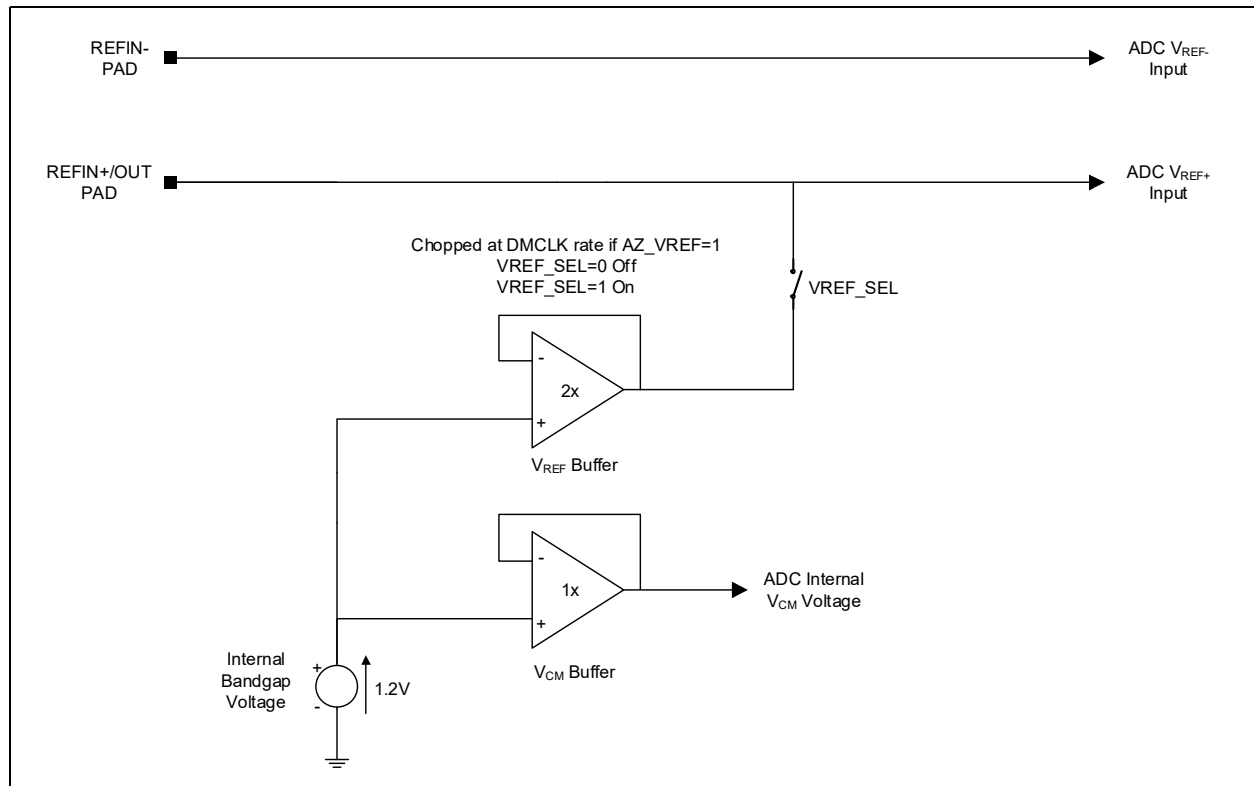 REFIN-
PAD
ADC VREF-
Input
REFIN+/OUT
PAD
ADC VREF+
Input
Chopped at DMCLK rate if AZ_VREF=1
VREF_SEL=0 Off
VREF_SEL=1 On
VREF_SEL
-
2x
+
VREF Buffer
-
1x
+
ADC Internal
VCM Voltage
VCM Buffer
Internal
Bandgap
Voltage
+
-
1.2V